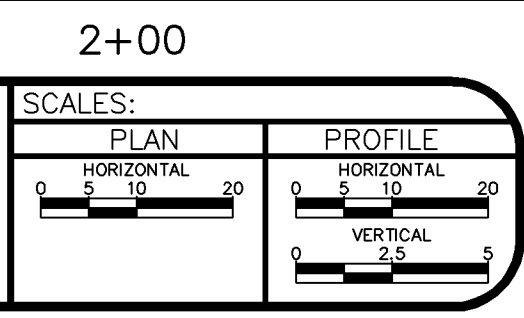 2+00
SCALES:
PLAN
HORIZONTAL
0 5 10 20
PROFILE
HORIZONTAL
0 5 10 20
VERTICAL
0 2.5 5